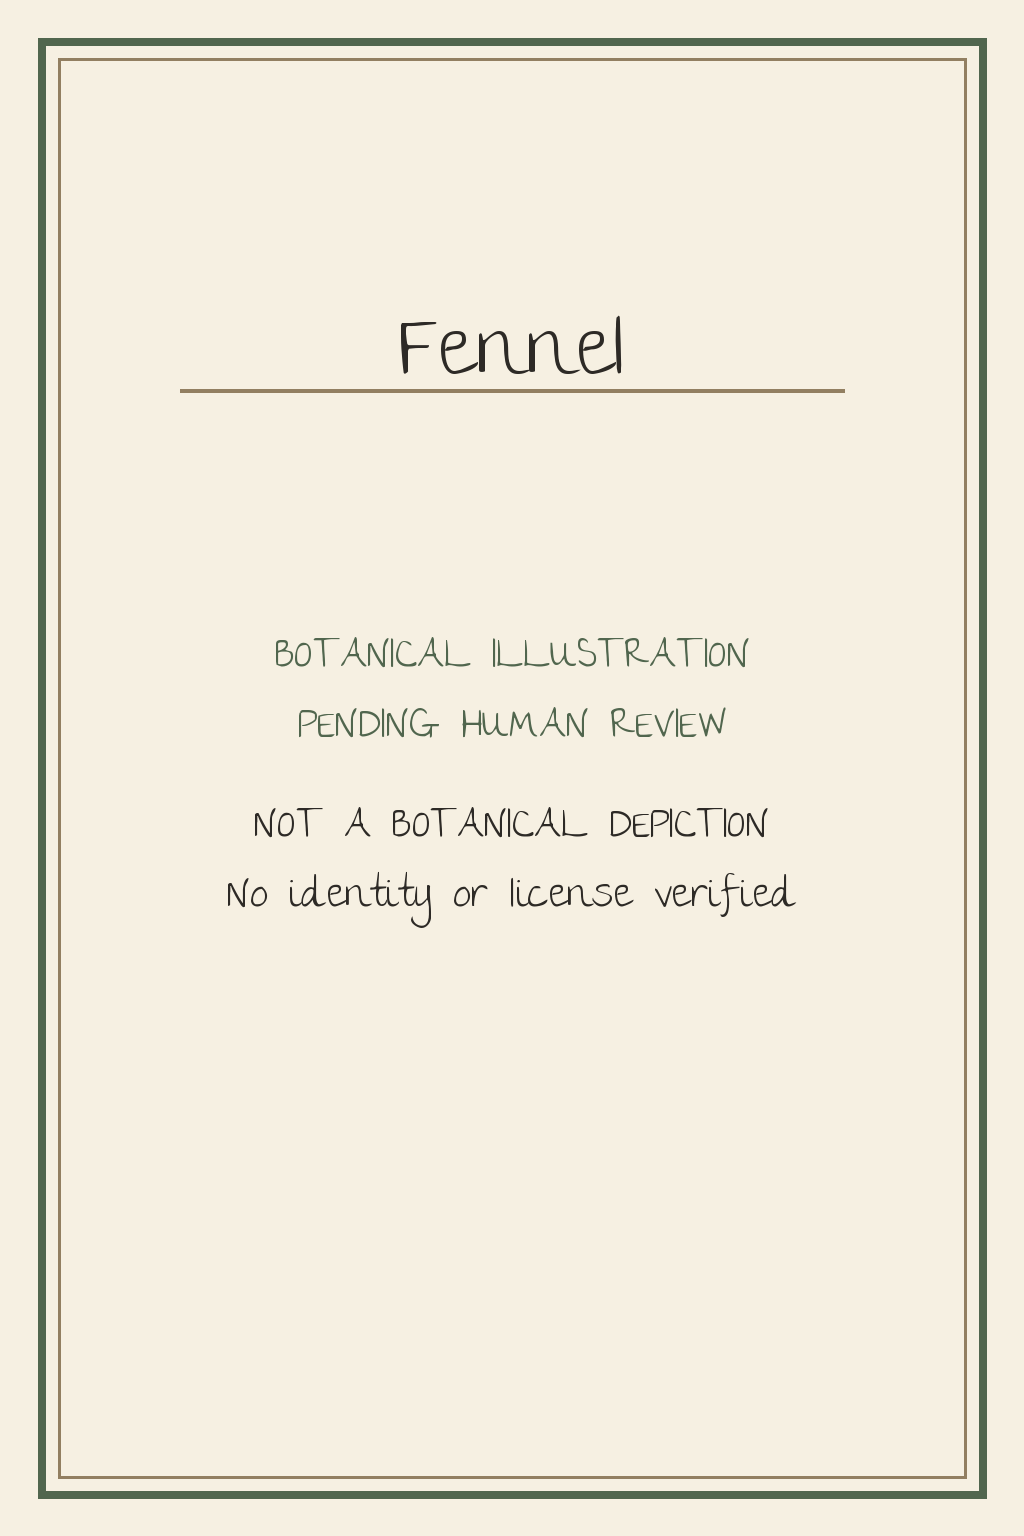 Fennel
BOTANICAL ILLUSTRATION
PENDING HUMAN REVIEW
NOT A BOTANICAL DEPICTION
No identity or license verified